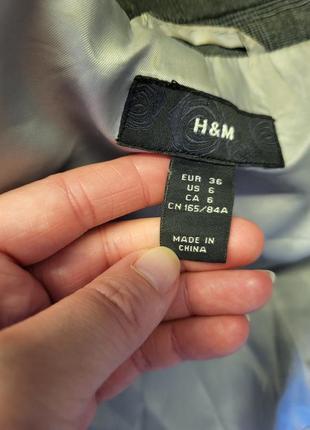 H&M
EUR 36
US 6
CA 6
CN 165/84A
MADE IN
CHINA